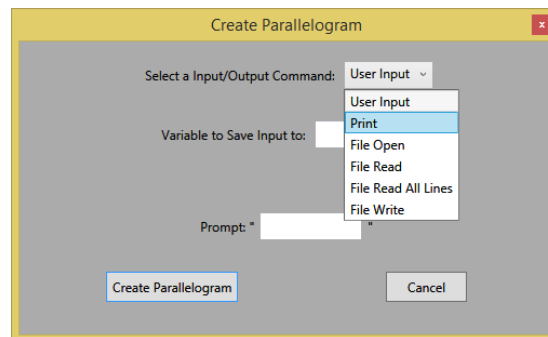 Create Parallelogram
x
Select a Input/Output Command: User Input
User Input
Print
Variable to Save Input to:
File Open
File Read
File Read All Lines
File Write
Prompt: " "
Create Parallelogram
Cancel